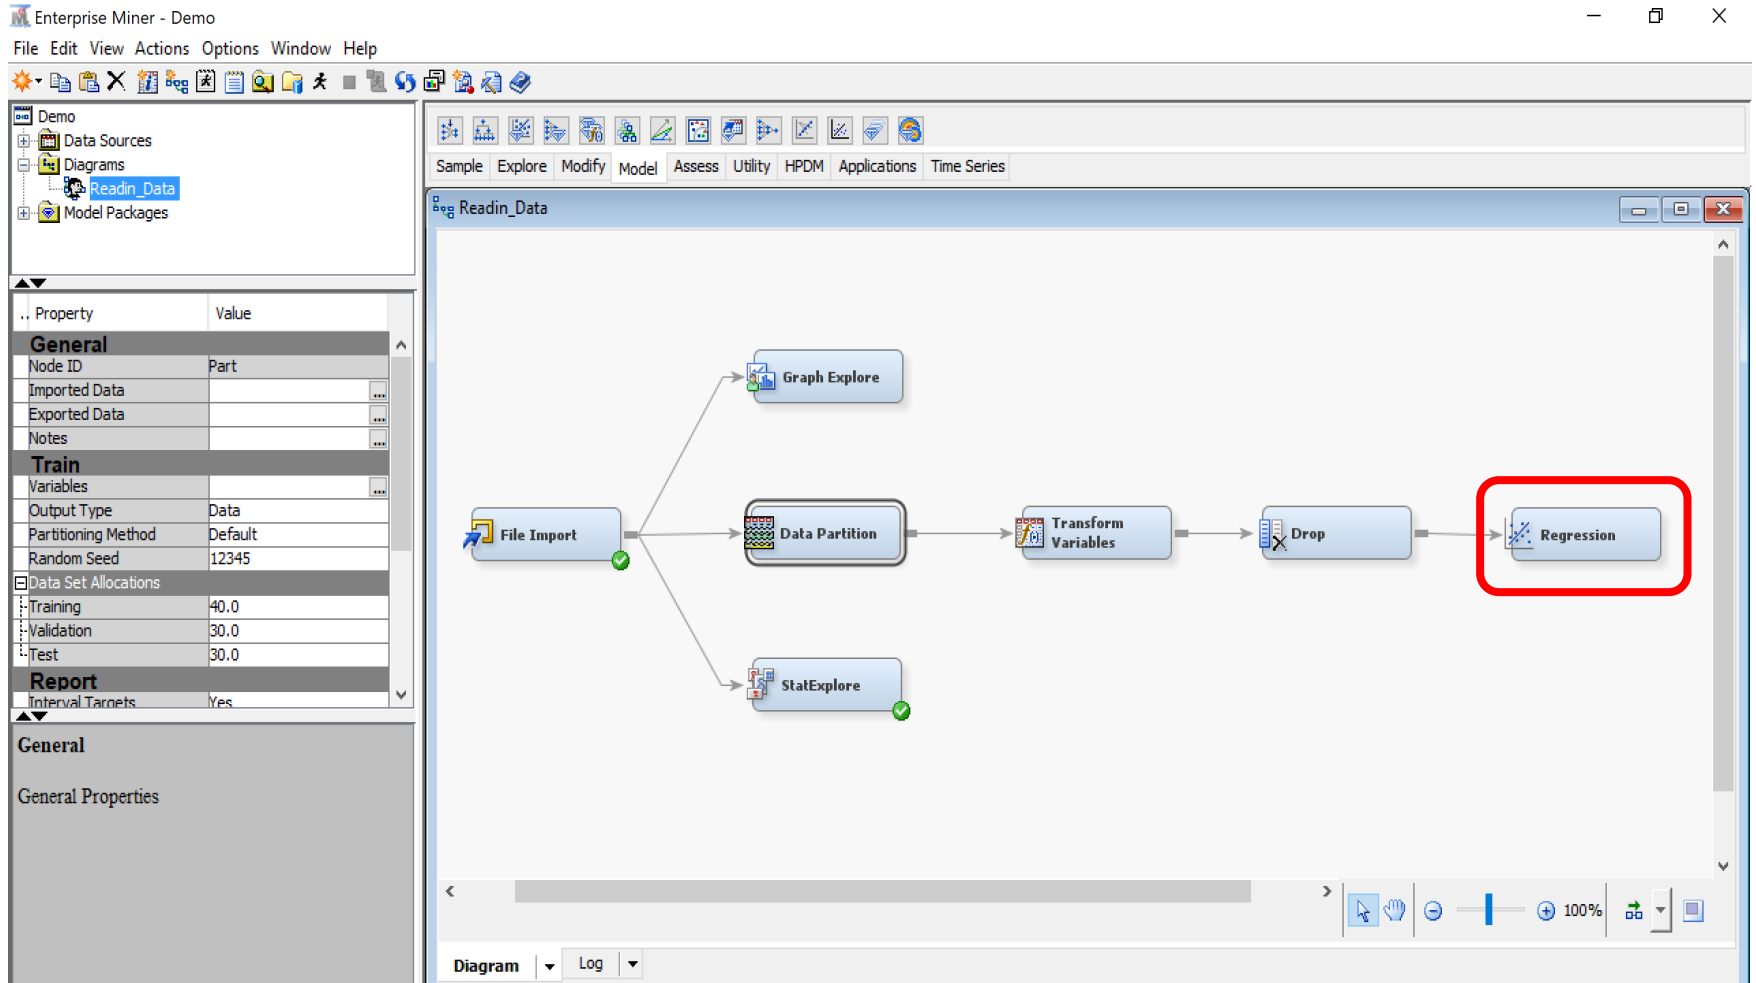 Enterprise Miner - Demo
File Edit View Actions Options Window Help
Demo
Data Sources
Diagrams
Readin_Data
Model Packages
.. Property Value
General
Node ID Part
Imported Data ...
Exported Data ...
Notes ...
Train
Variables ...
Output Type Data
Partitioning Method Default
Random Seed 12345
Data Set Allocations
Training 40.0
Validation 30.0
Test 30.0
Report
Interval Targets Yes
General
General Properties
Sample Explore Modify Model Assess Utility HPDM Applications Time Series
Readin_Data
Graph Explore
File Import
Data Partition
Transform
Variables
Drop
Regression
StatExplore
100%
Diagram Log